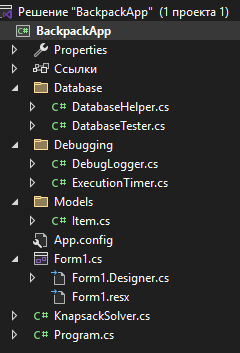 Решение "BackpackApp" (1 проекта)
BackpackApp
Properties
Ссылки
Database
C# DatabaseHelper.cs
C# DatabaseTester.cs
Debugging
C# DebugLogger.cs
C# ExecutionTimer.cs
Models
C# Item.cs
App.config
Form1.cs
Form1.Designer.cs
Form1.resx
C# KnapsackSolver.cs
C# Program.cs